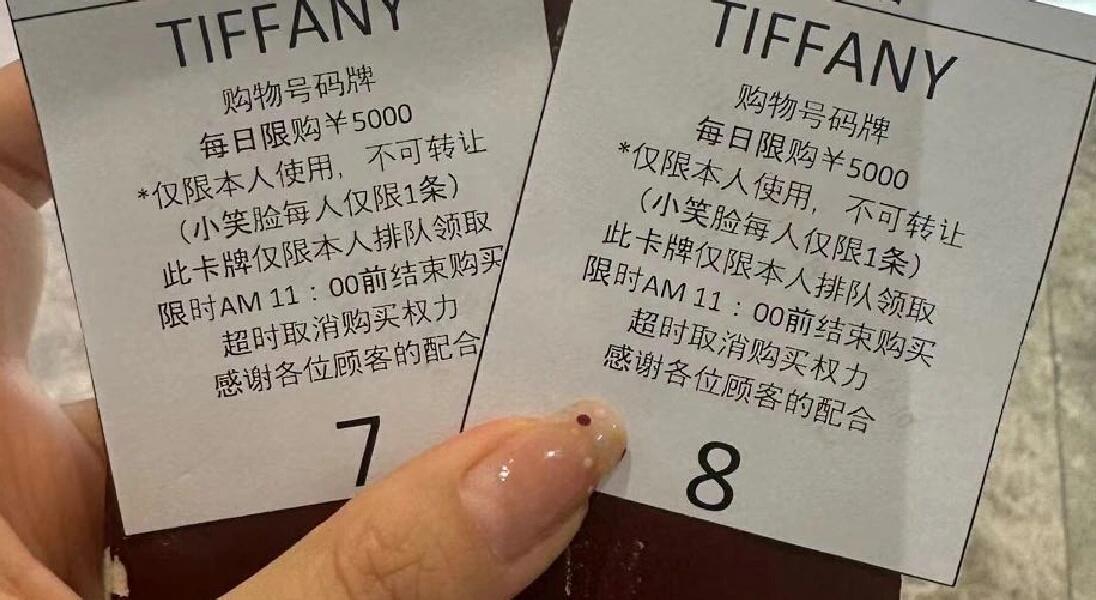 TIFFANY
购物号码牌
每日限购￥5000
*仅限本人使用，不可转让
（小笑脸每人仅限1条）
此卡牌仅限本人排队领取
限时AM 11：00前结束购买
超时取消购买权力
感谢各位顾客的配合
7
TIFFANY
购物号码牌
每日限购￥5000
*仅限本人使用，不可转让
（小笑脸每人仅限1条）
此卡牌仅限本人排队领取
限时AM 11：00前结束购买
超时取消购买权力
感谢各位顾客的配合
8